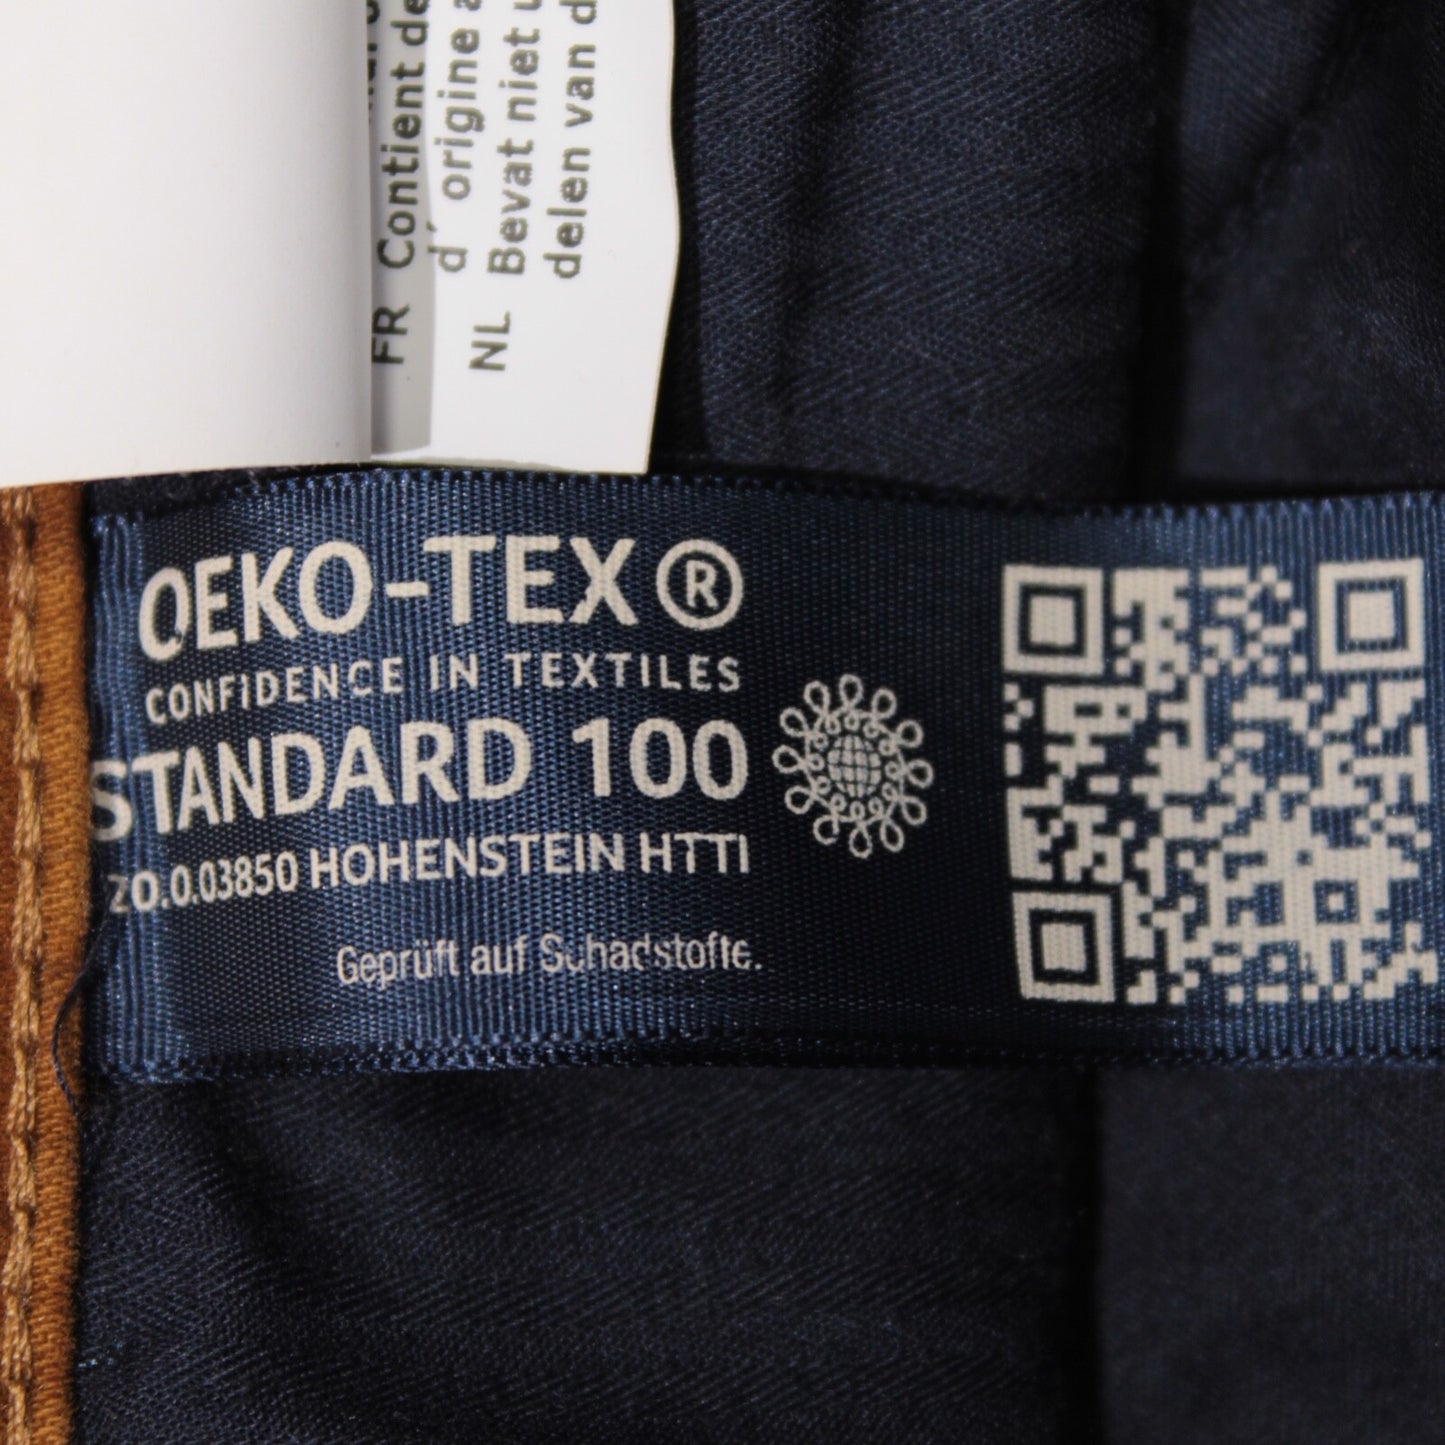 FR Contient de
d´ origine a
NL Bevat niet
delen van d
OEKO-TEX®
CONFIDENCE IN TEXTILES
STANDARD 100
20.0.03850 HOHENSTEIN HTTI
Geprüft auf Schadstoffe.